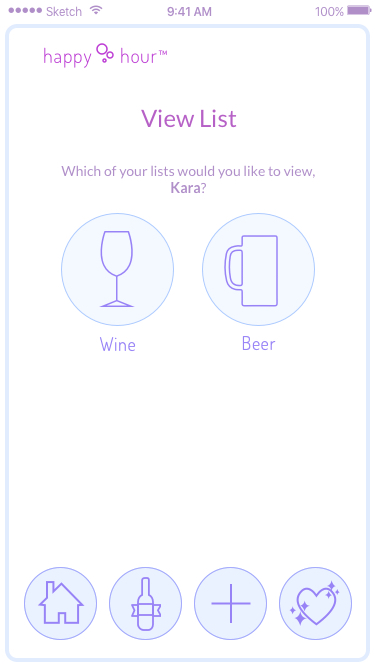 Sketch 9:41 AM 100%
happy hour™
View List
Which of your lists would you like to view,
Kara?
Wine Beer